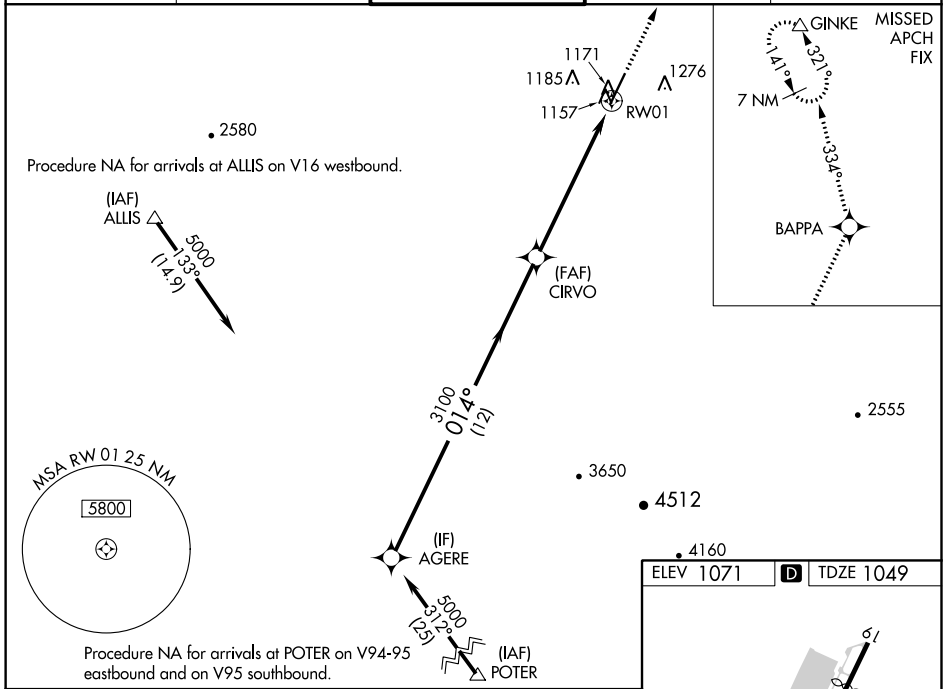 GINKE
MISSED
APCH
FIX
141°
321°
7 NM
334°
BAPPA
1171
1185
1276
1157
RW01
2580
Procedure NA for arrivals at ALLIS on V16 westbound.
(IAF)
ALLIS
5000
133°
(14.9)
(FAF)
CIRVO
3100
014°
(12)
2555
3650
4512
4160
MSA RW 01 25 NM
5800
(IF)
AGERE
5000
312°
(25)
(IAF)
POTER
Procedure NA for arrivals at POTER on V94-95
eastbound and on V95 southbound.
ELEV 1071
D
TDZE 1049
19